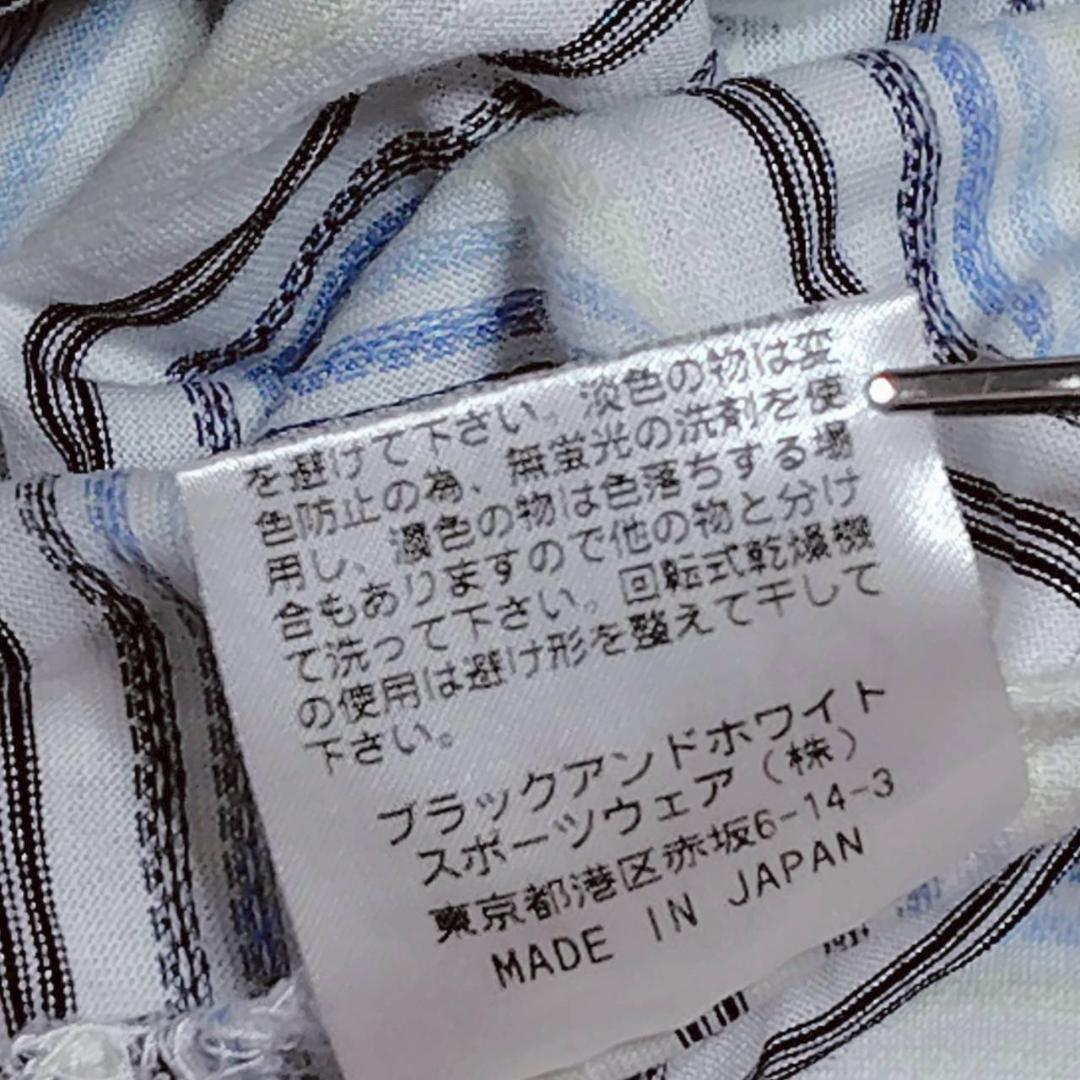 を避けて下さい。淡色の物は変
色防止の為、無蛍光の洗剤を使
用し、濃色の物は色落ちする場
合もありますので他の物と分け
て洗って下さい。回転式乾燥機
の使用は避け形を整えて干して
下さい。
ブラックアンドホワイト
スポーツウェア(株)
東京都港区赤坂6-14-3
MADE IN JAPAN